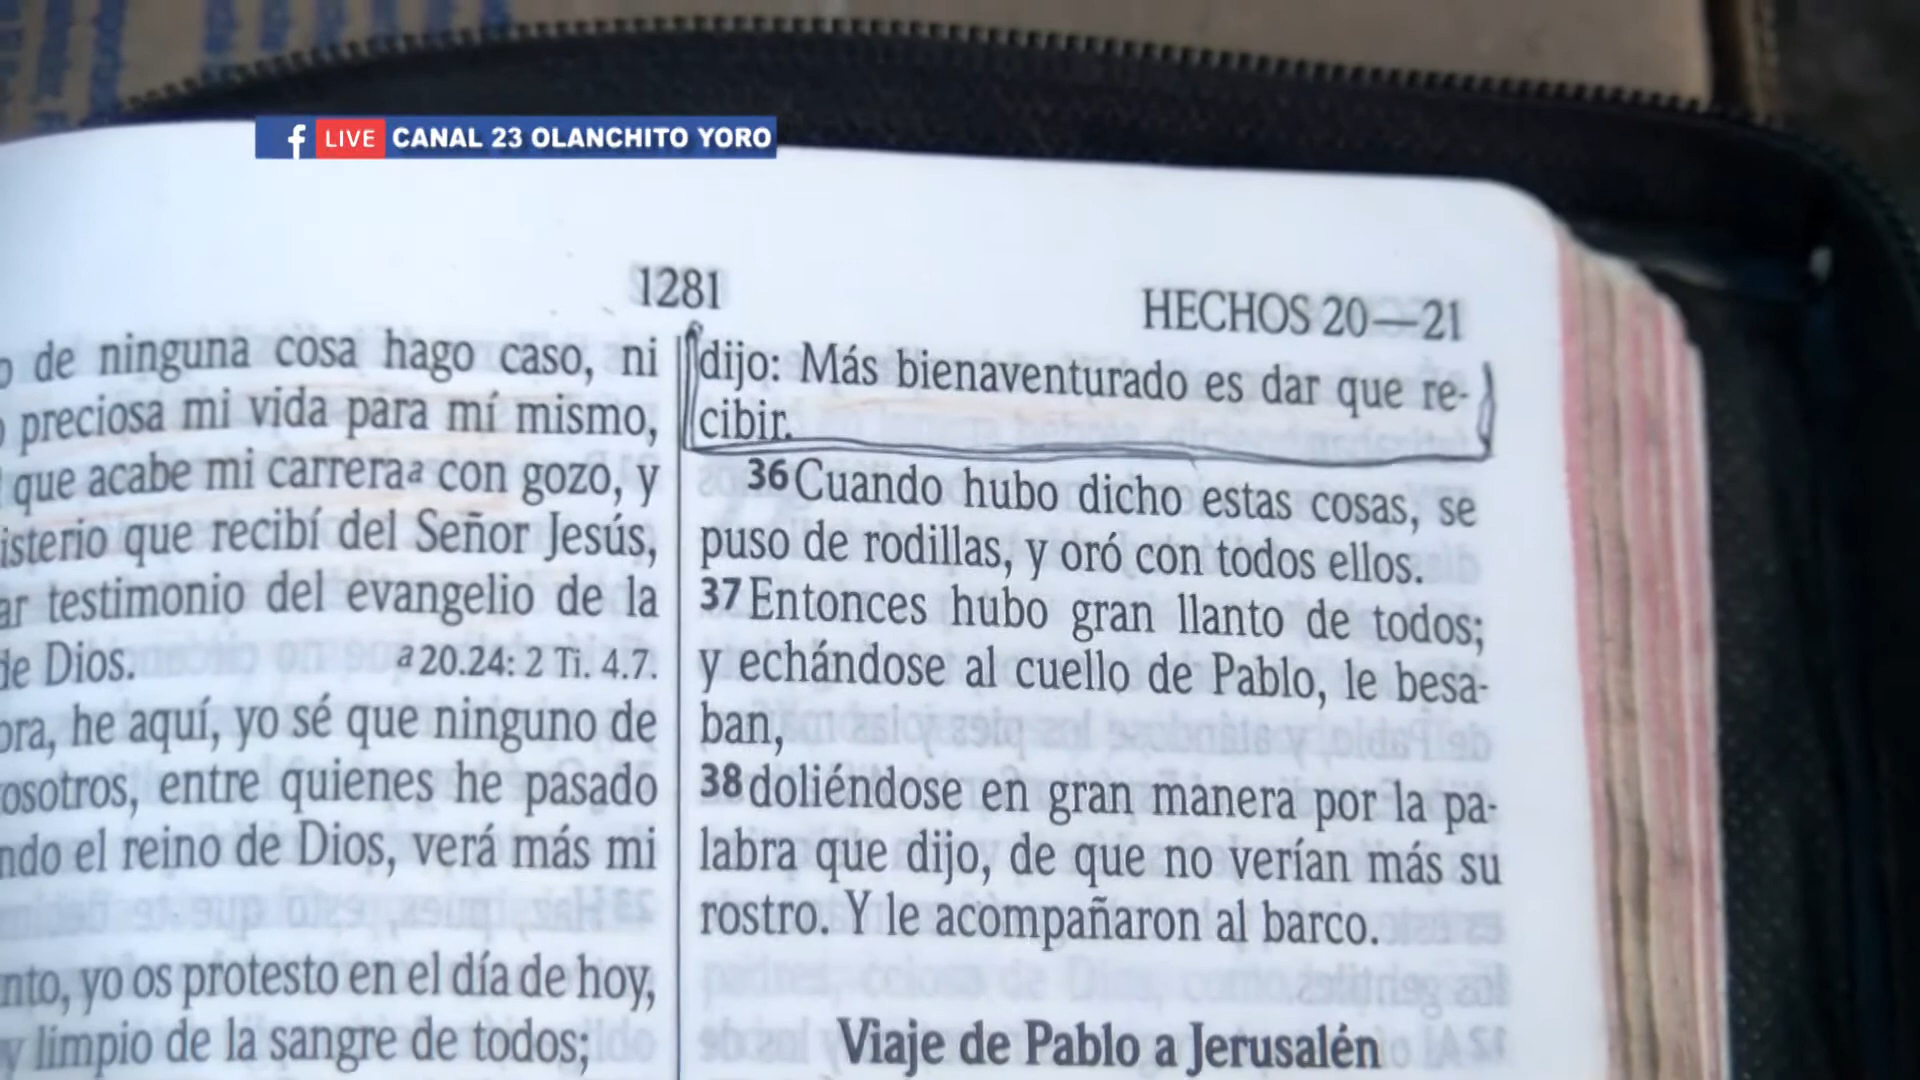 f LIVE CANAL 23 OLANCHITO YORO
1281
HECHOS 20—21
de ninguna cosa hago caso, ni
preciosa mi vida para mí mismo,
que acabe mi carreraª con gozo, y
que recibí del Señor Jesús,
testimonio del evangelio de la
de Dios. ª20.24: 2 Ti. 4.7.
he aquí, yo sé que ninguno de
entre quienes he pasado
el reino de Dios, verá más mi
yo os protesto en el día de hoy,
limpio de la sangre de todos;
dijo: Más bienaventurado es dar que re-
cibir.
36 Cuando hubo dicho estas cosas, se
puso de rodillas, y oró con todos ellos.
37 Entonces hubo gran llanto de todos;
y echándose al cuello de Pablo, le besa-
ban,
38 doliéndose en gran manera por la pa-
labra que dijo, de que no verían más su
rostro. Y le acompañaron al barco.
Viaje de Pablo a Jerusalén